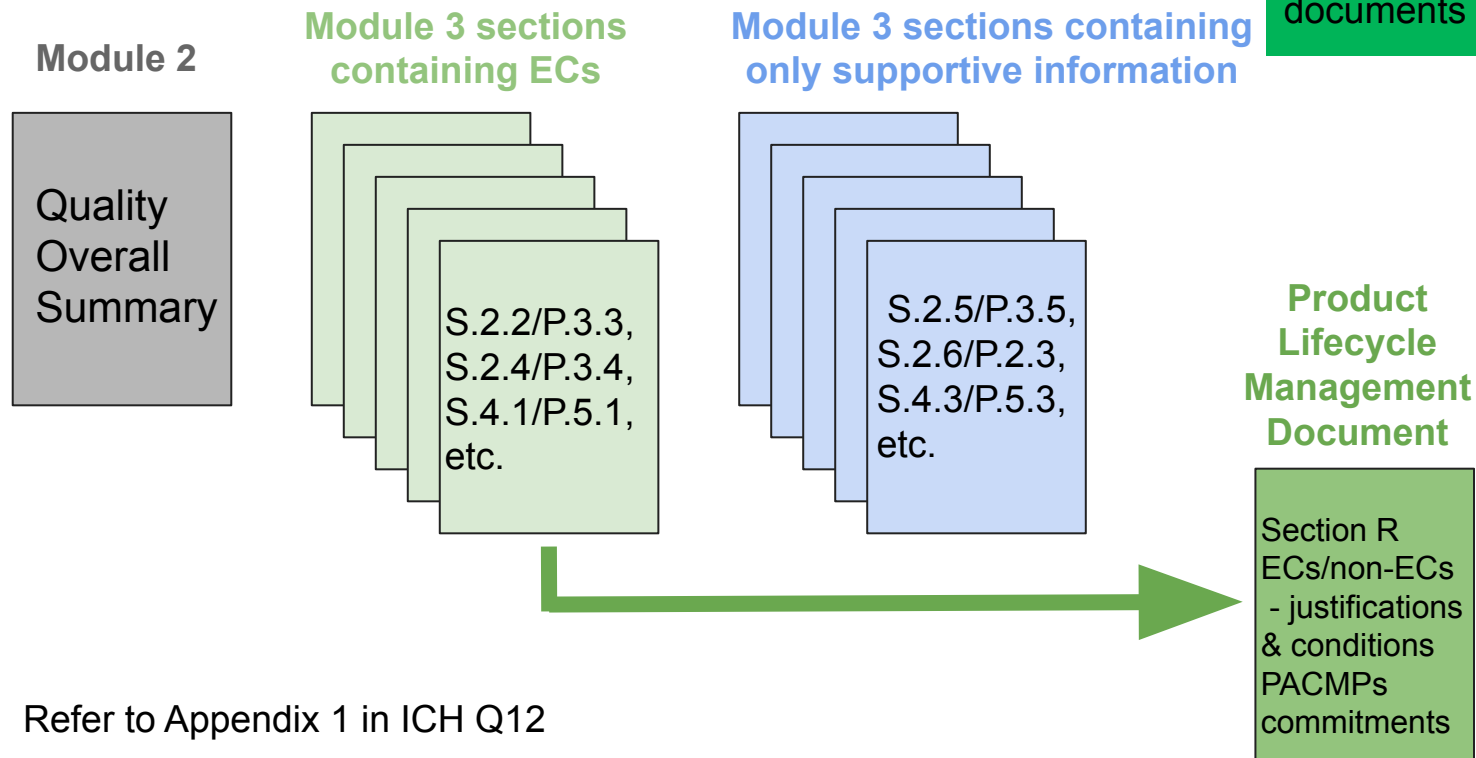 documents
Module 2
Module 3 sections
containing ECs
Module 3 sections containing
only supportive information
Quality
Overall
Summary
S.2.2/P.3.3,
S.2.4/P.3.4,
S.4.1/P.5.1,
etc.
S.2.5/P.3.5,
S.2.6/P.2.3,
S.4.3/P.5.3,
etc.
Product
Lifecycle
Management
Document
Section R
ECs/non-ECs
- justifications
& conditions
PACMPs
commitments
Refer to Appendix 1 in ICH Q12